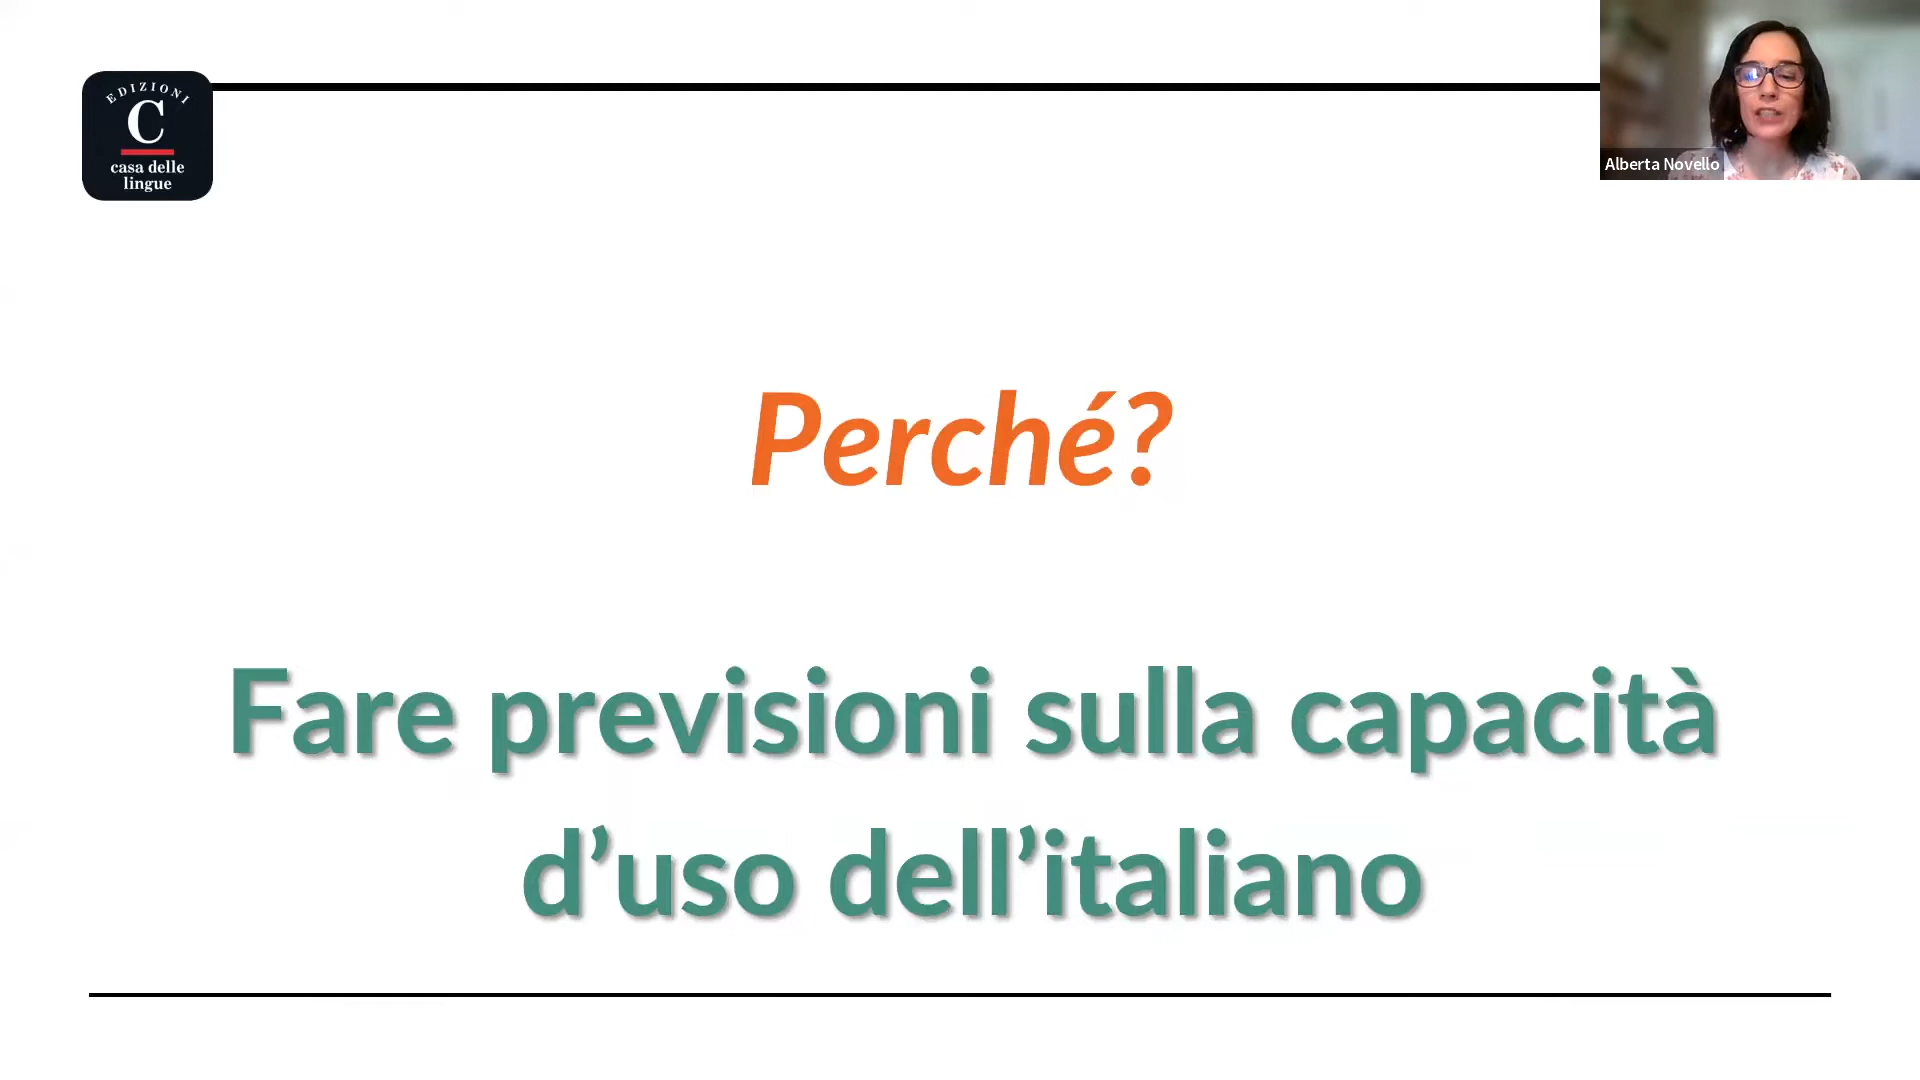 EDIZIONI
C
casa delle
lingue
Alberta Novello
Perché?
Fare previsioni sulla capacità
d’uso dell’italiano